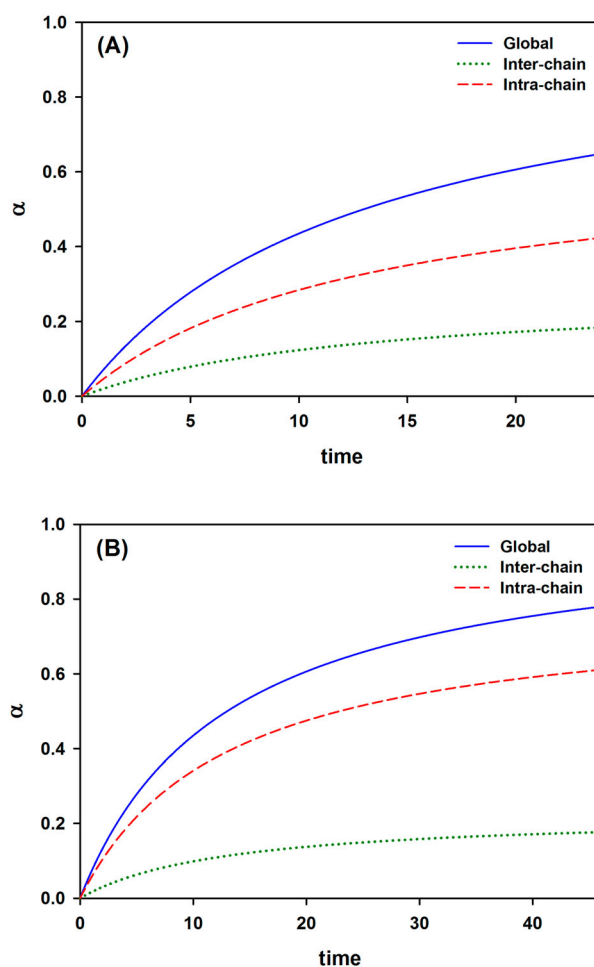 (A)
Global
Inter-chain
Intra-chain
1.0
0.8
0.6
0.4
0.2
0.0
α
0 5 10 15 20
time
(B)
Global
Inter-chain
Intra-chain
1.0
0.8
0.6
0.4
0.2
0.0
α
0 10 20 30 40
time